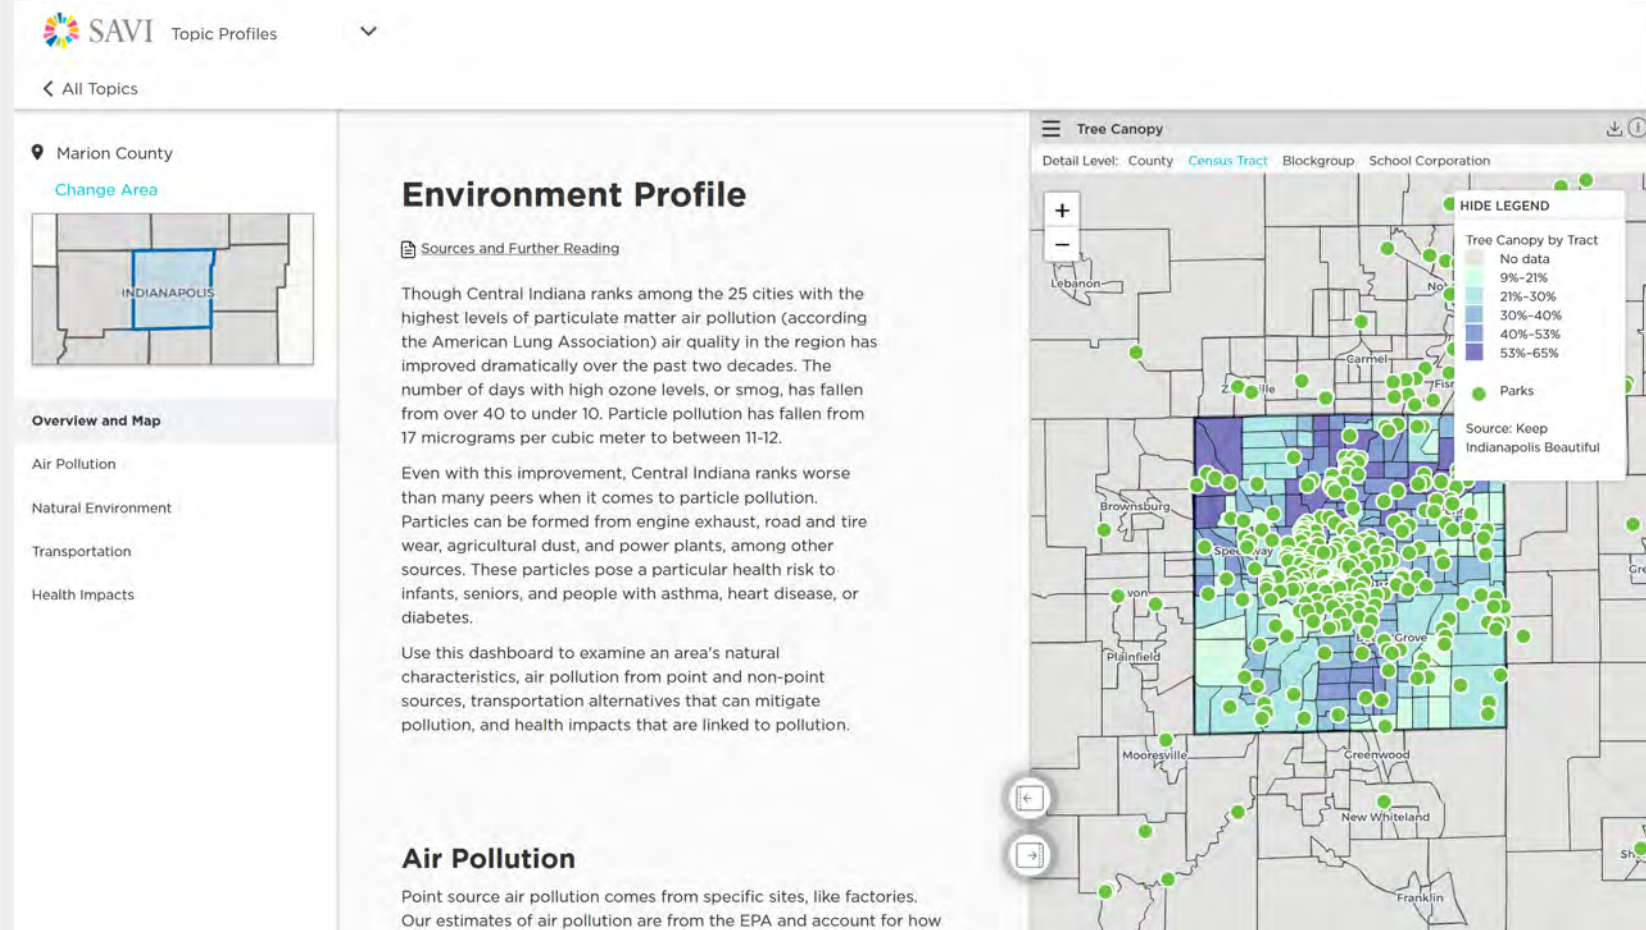 SAVI Topic Profiles
All Topics
Marion County
Change Area
INDIANAPOLIS
Overview and Map
Air Pollution
Natural Environment
Transportation
Health Impacts
Environment Profile
Sources and Further Reading
Though Central Indiana ranks among the 25 cities with the
highest levels of particulate matter air pollution (according
the American Lung Association) air quality in the region has
improved dramatically over the past two decades. The
number of days with high ozone levels, or smog, has fallen
from over 40 to under 10. Particle pollution has fallen from
17 micrograms per cubic meter to between 11-12.
Even with this improvement, Central Indiana ranks worse
than many peers when it comes to particle pollution.
Particles can be formed from engine exhaust, road and tire
wear, agricultural dust, and power plants, among other
sources. These particles pose a particular health risk to
infants, seniors, and people with asthma, heart disease, or
diabetes.
Use this dashboard to examine an area's natural
characteristics, air pollution from point and non-point
sources, transportation alternatives that can mitigate
pollution, and health impacts that are linked to pollution.
Air Pollution
Point source air pollution comes from specific sites, like factories.
Our estimates of air pollution are from the EPA and account for how
Tree Canopy
Detail Level: County Census Tract Blockgroup School Corporation
+
−
HIDE LEGEND
Tree Canopy by Tract
No data
9%-21%
21%-30%
30%-40%
40%-53%
53%-65%
Parks
Source: Keep
Indianapolis Beautiful
Lebanon
Carmel
Brownsburg
Plainfield
Grove
Mooresville
Greenwood
New Whiteland
Franklin